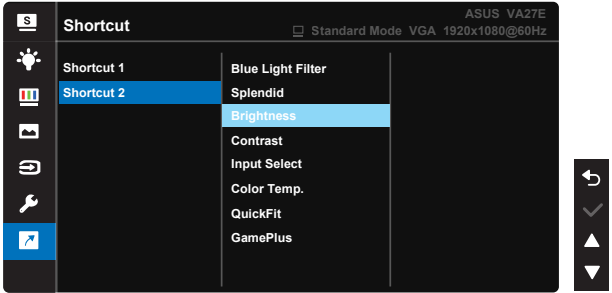 S
Shortcut
ASUS VA27E
Standard Mode VGA 1920x1080@60Hz
Shortcut 1
Shortcut 2
Blue Light Filter
Splendid
Brightness
Contrast
Input Select
Color Temp.
QuickFit
GamePlus